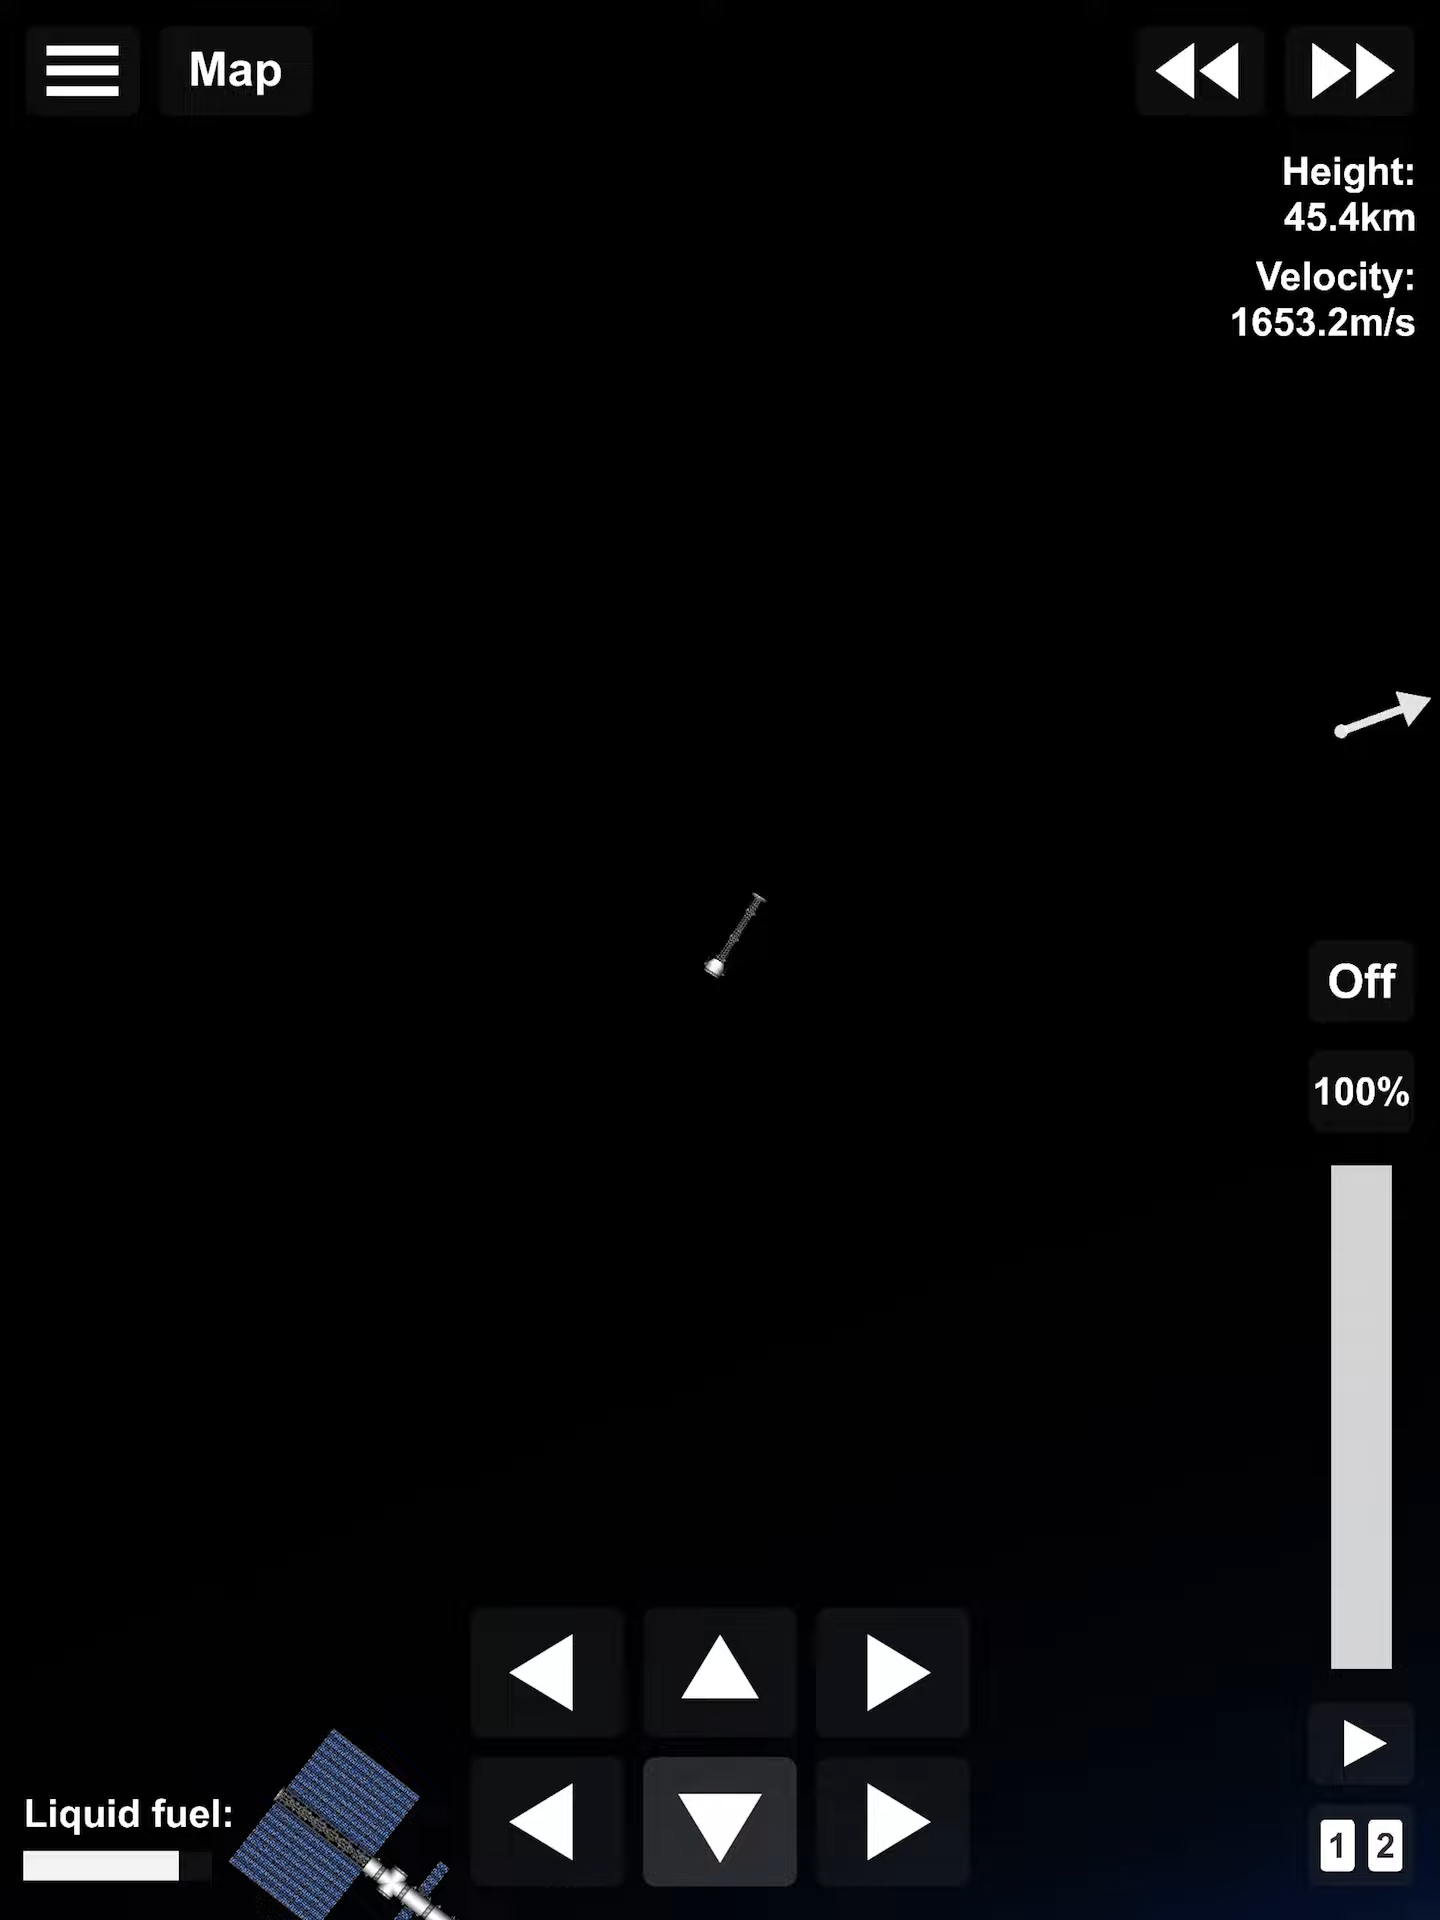 Map
Height:
45.4km
Velocity:
1653.2m/s
Off
100%
Liquid fuel:
1 2